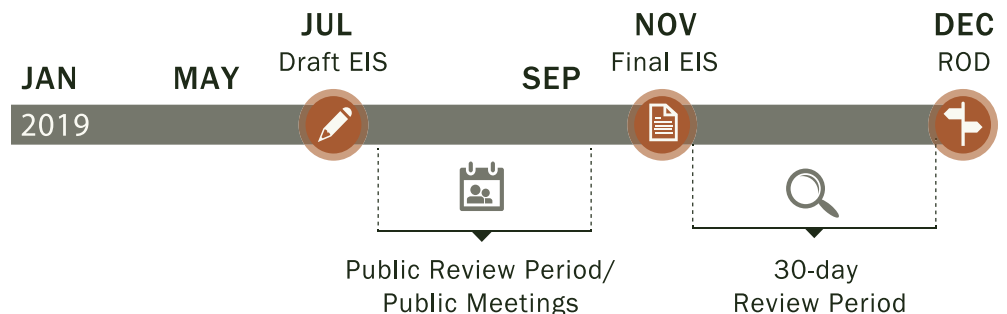 JUL
NOV
DEC
Draft EIS
Final EIS
ROD
JAN
MAY
SEP
2019
Public Review Period/
Public Meetings
30-day
Review Period